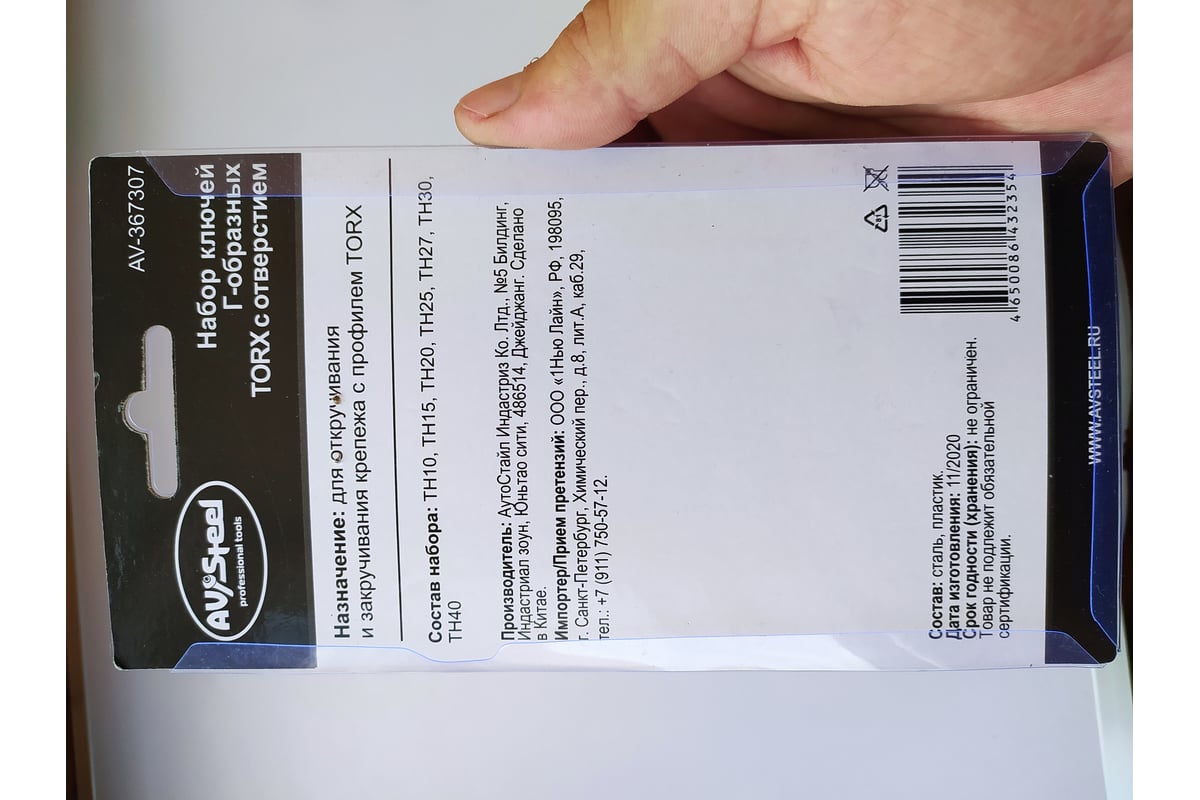 AV Steel
professional tools
AV-367307
Набор ключей
Г-образных
TORX с отверстием
Назначение: для откручивания
и закручивания крепежа с профилем TORX
Состав набора: TH10, TH15, TH20, TH25, TH27, TH30,
TH40
Производитель: АутоСтайл Индастриз Ко. Лтд., №5 Билдинг,
Индастриал зоун, Юньтао сити, 486514, Джейджанг. Сделано
в Китае.
Импортер/Прием претензий: ООО «1Нью Лайн», РФ, 198095,
г. Санкт-Петербург, Химический пер., д.8, лит.А, каб.29,
тел.: +7 (911) 750-57-12.
Состав: сталь, пластик.
Дата изготовления: 11/2020
Срок годности (хранения): не ограничен.
Товар не подлежит обязательной
сертификации.
81
4650086432354
WWW.AVSTEEL.RU